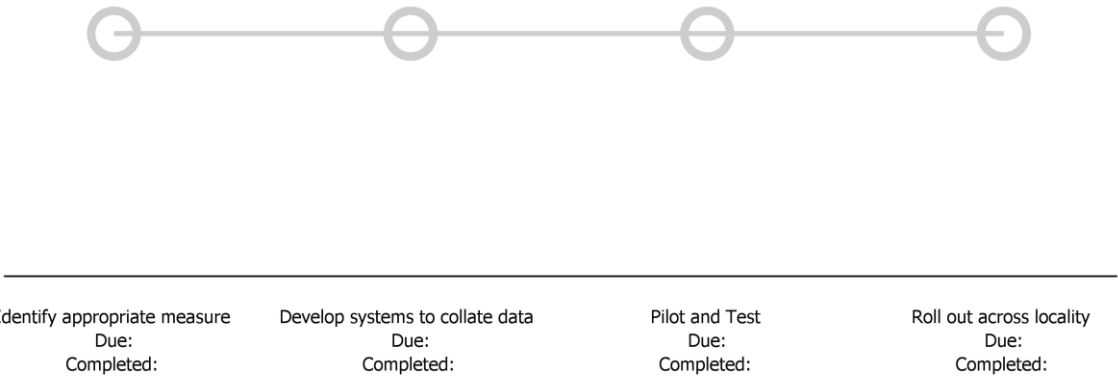 Identify appropriate measure
Due:
Completed:
Develop systems to collate data
Due:
Completed:
Pilot and Test
Due:
Completed:
Roll out across locality
Due:
Completed: